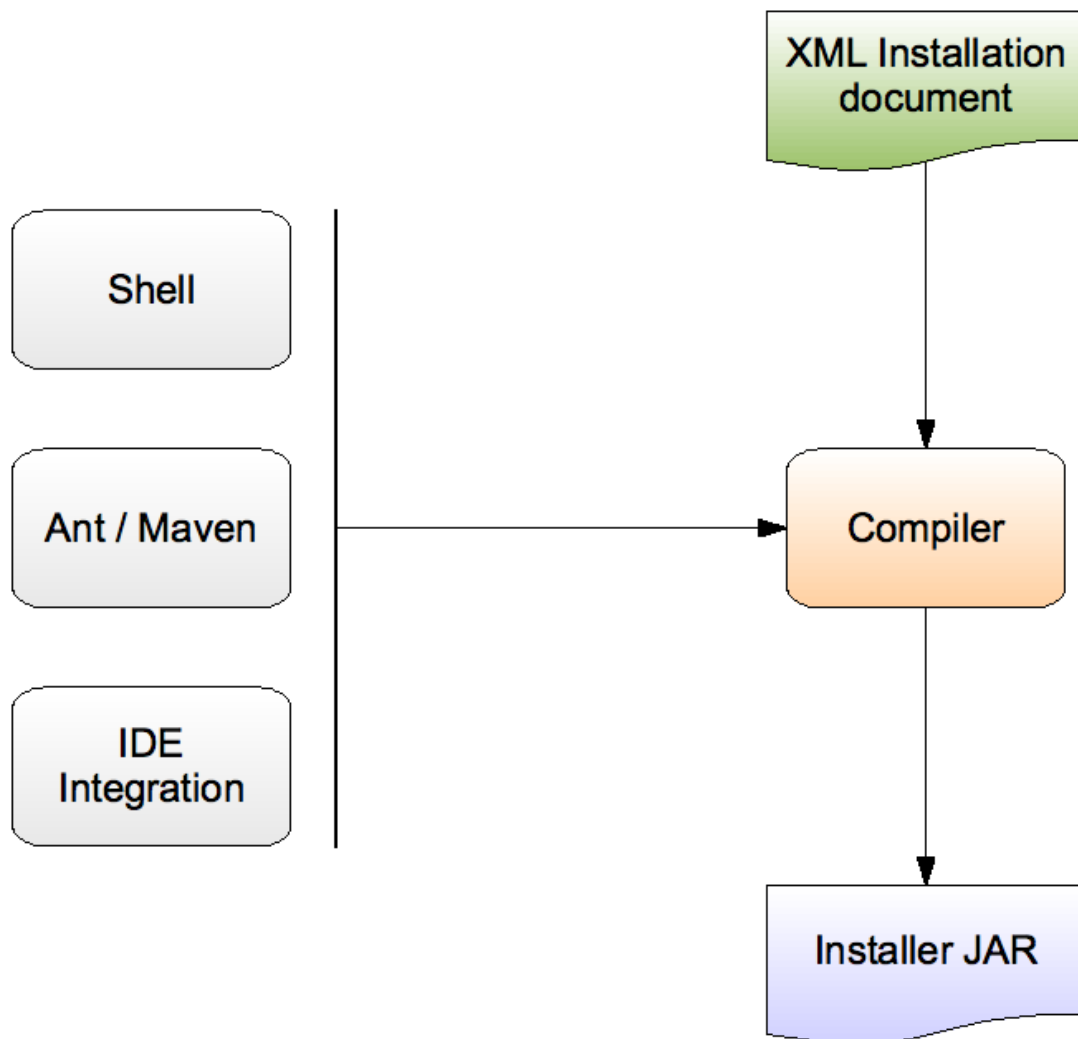 XML Installation
document
Shell
Ant / Maven
Compiler
IDE
Integration
Installer JAR